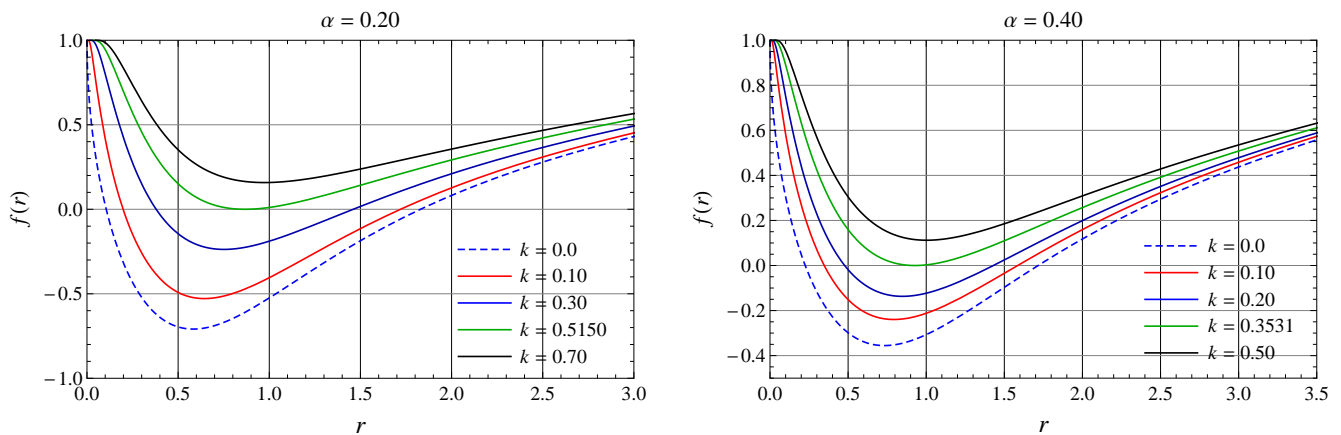 α = 0.20
1.0
0.5
0.0
−0.5
−1.0
f(r)
k = 0.0
k = 0.10
k = 0.30
k = 0.5150
k = 0.70
0.0 0.5 1.0 1.5 2.0 2.5 3.0
r
α = 0.40
1.0
0.8
0.6
0.4
0.2
0.0
−0.2
−0.4
f(r)
k = 0.0
k = 0.10
k = 0.20
k = 0.3531
k = 0.50
0.0 0.5 1.0 1.5 2.0 2.5 3.0 3.5
r